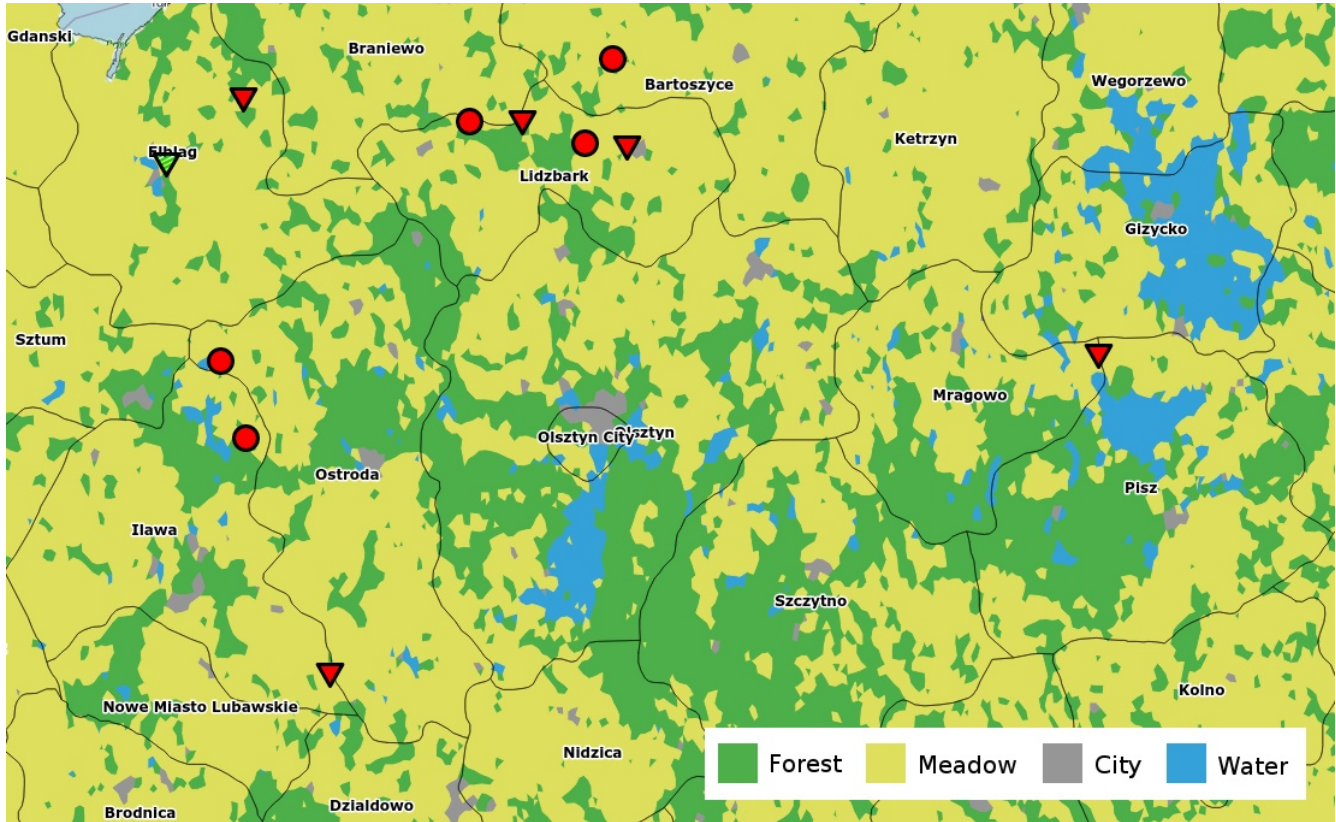 Gdanski
Braniewo
Bartoszyce
Wegorzewo
Ketrzyn
Elblag
Lidzbark
Gizycko
Sztum
Mragowo
Olsztyn City
Olsztyn
Ostroda
Pisz
Ilawa
Szczytno
Kolno
Nowe Miasto Lubawskie
Nidzica
Forest Meadow City Water
Dzialdowo
Brodnica